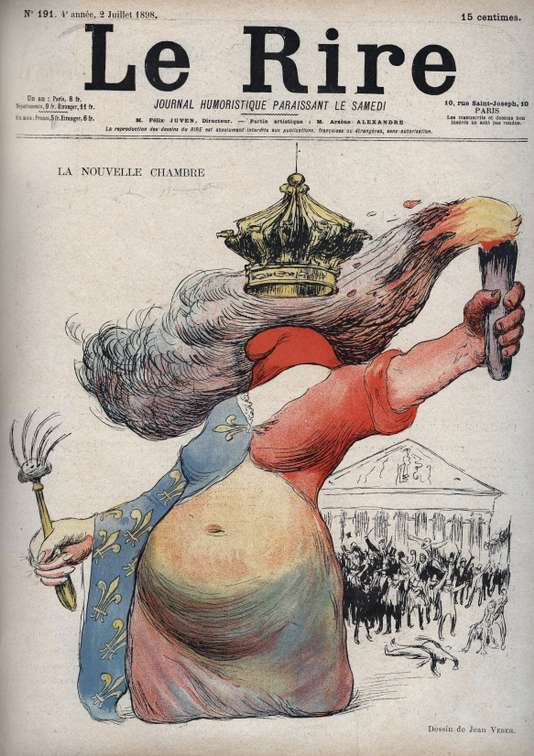 N° 191. 4e année, 2 Juillet 1898.
15 centimes.
Le Rire
Un an : Paris, 8 fr.
Départements, 9 fr. Étranger, 11 fr.
Six mois : France, 5 fr. Étranger, 6 fr.
JOURNAL HUMORISTIQUE PARAISSANT LE SAMEDI
M. Félix JUVEN, Directeur. — Partie artistique : M. Arsène ALEXANDRE
La reproduction des dessins du RIRE est absolument interdite aux publications, françaises ou étrangères, sans autorisation.
10, rue Saint-Joseph, 10
PARIS
Les manuscrits et dessins non
insérés ne sont pas rendus.
LA NOUVELLE CHAMBRE
Dessin de Jean VEBER.